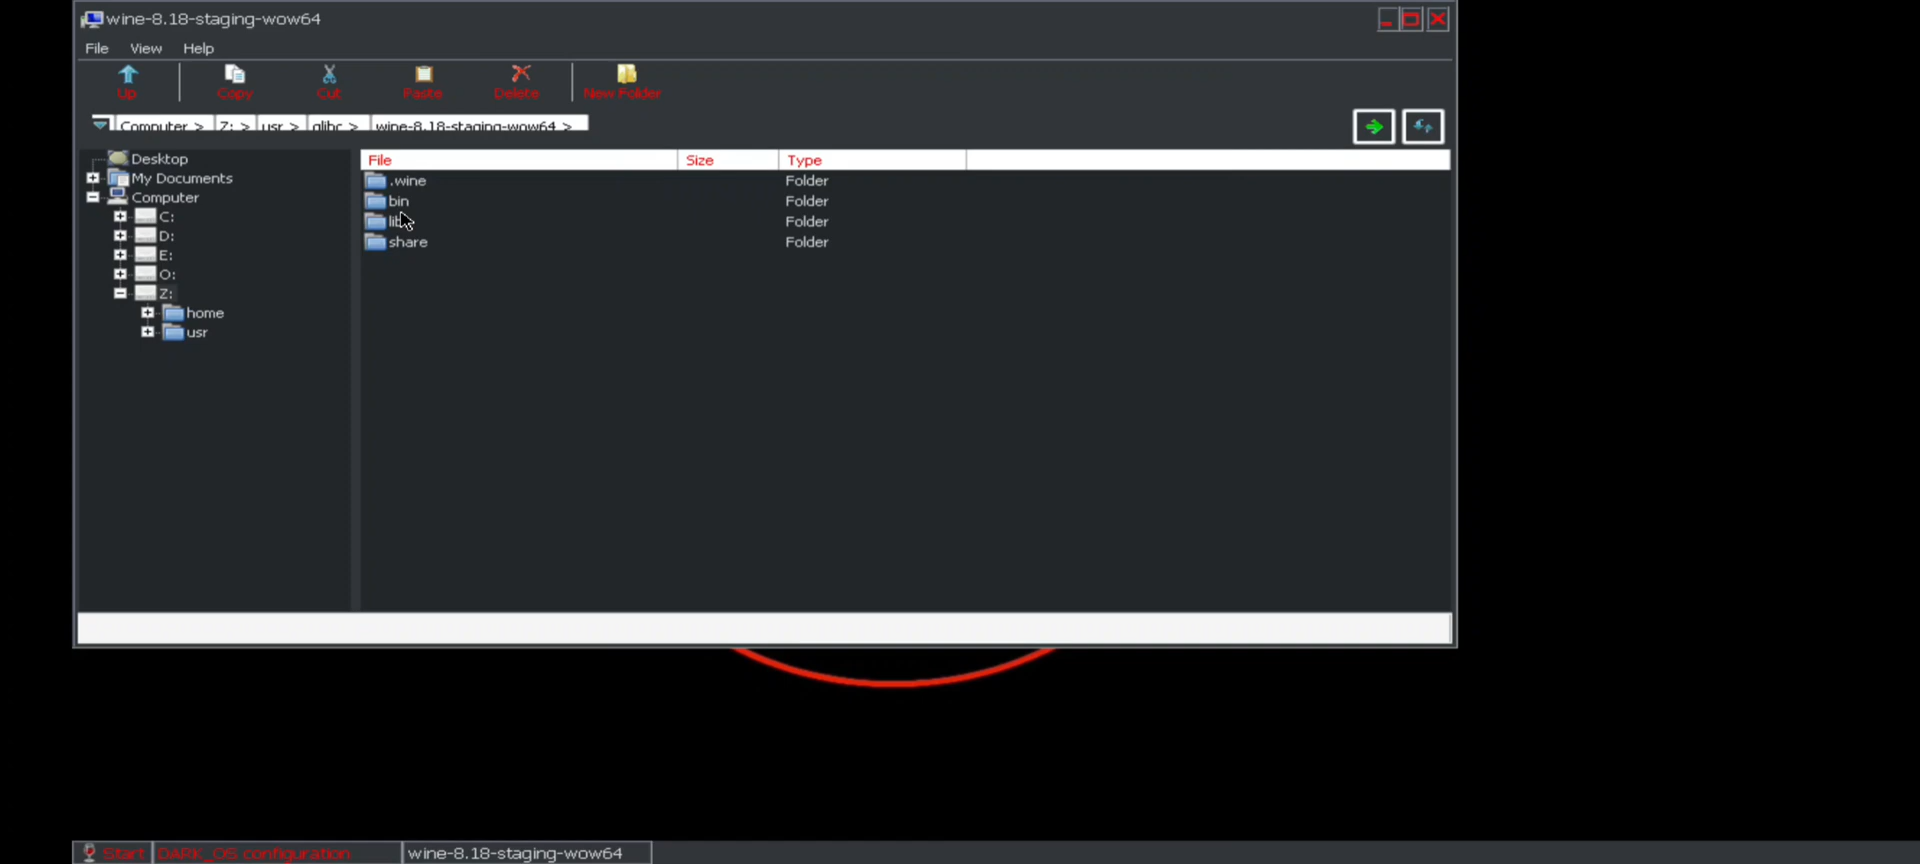 wine-8.18-staging-wow64
File View Help
Up Copy Cut Paste Delete New Folder
Computer > Z: > usr > glibc > wine-8.18-staging-wow64 >
Desktop
My Documents
Computer
C:
D:
E:
O:
Z:
home
usr
File Size Type
.wine Folder
bin Folder
lib Folder
share Folder
Start DARK_OS configuration wine-8.18-staging-wow64